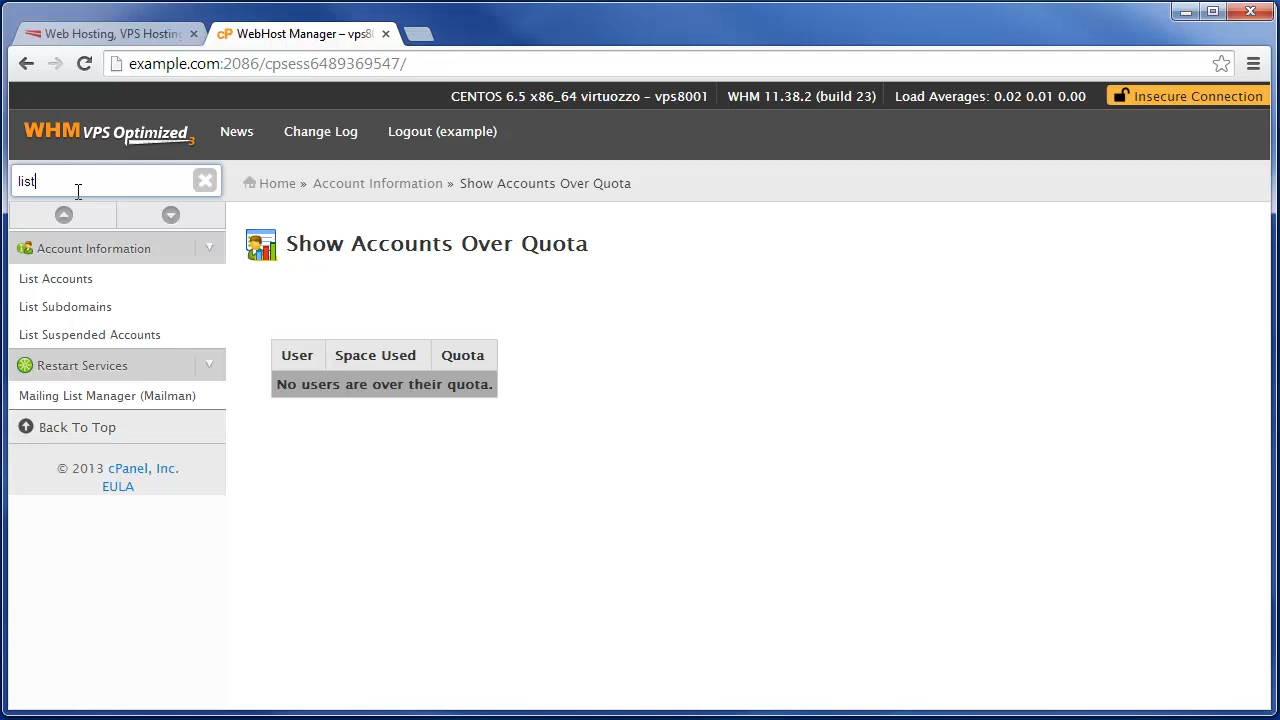 Web Hosting, VPS Hosting
cP WebHost Manager – vps8
example.com:2086/cpsess6489369547/
CENTOS 6.5 x86_64 virtuozzo – vps8001
WHM 11.38.2 (build 23)
Load Averages: 0.02 0.01 0.00
Insecure Connection
WHM VPS Optimized 3
News
Change Log
Logout (example)
list
Home » Account Information » Show Accounts Over Quota
Account Information
List Accounts
List Subdomains
List Suspended Accounts
Restart Services
Mailing List Manager (Mailman)
Back To Top
© 2013 cPanel, Inc.
EULA
Show Accounts Over Quota
User Space Used Quota
No users are over their quota.